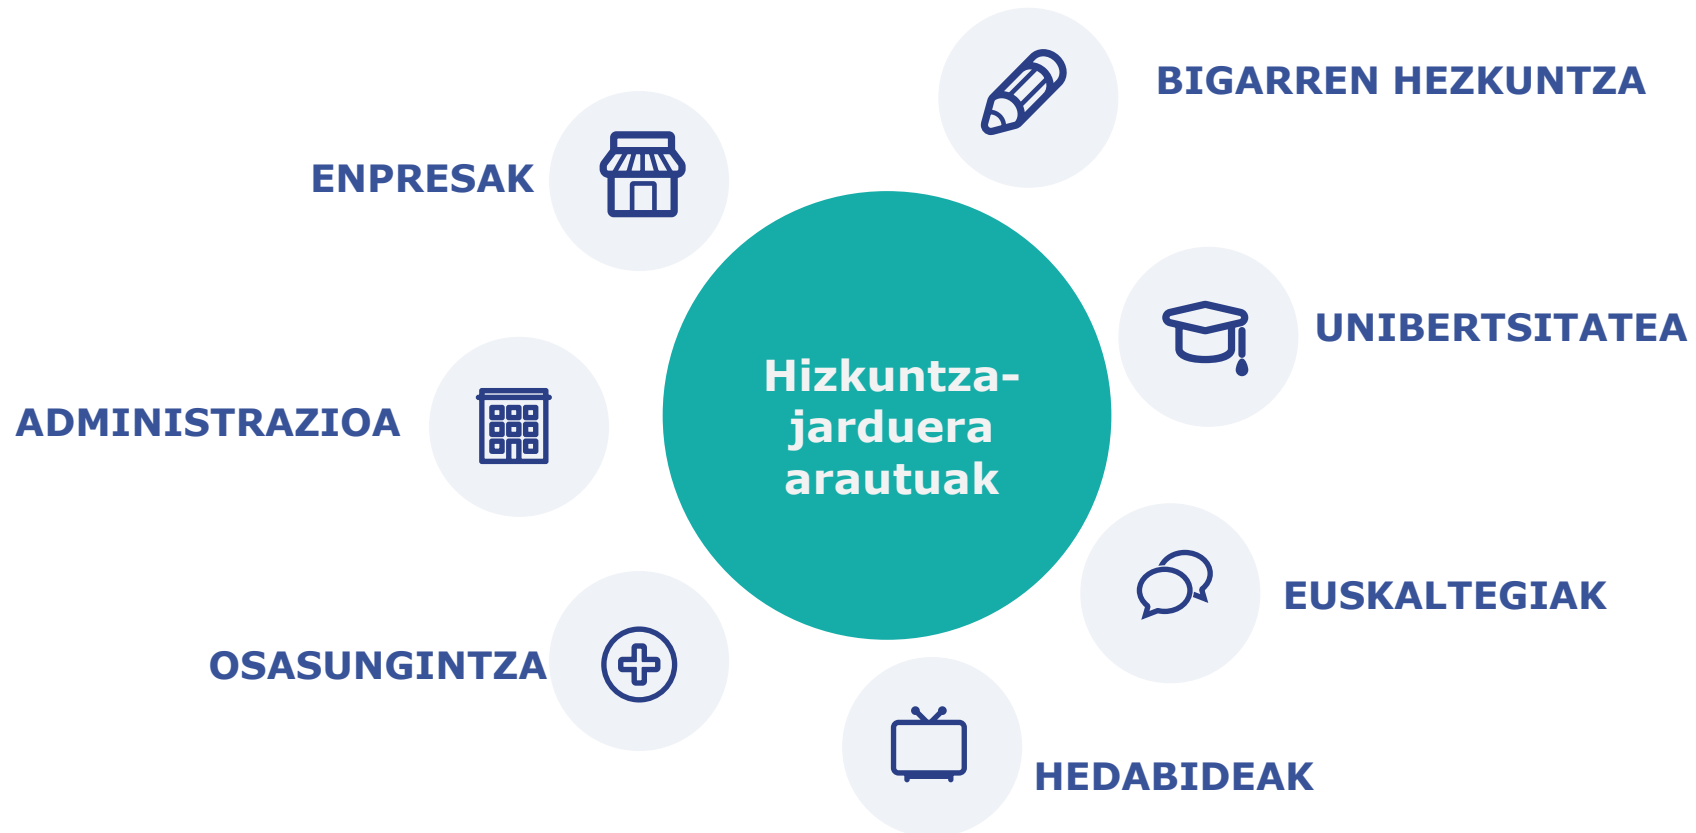 BIGARREN HEZKUNTZA
ENPRESAK
UNIBERTSITATEA
Hizkuntza-
jarduera
arautuak
ADMINISTRAZIOA
EUSKALTEGIAK
OSASUNGINTZA
HEDABIDEAK